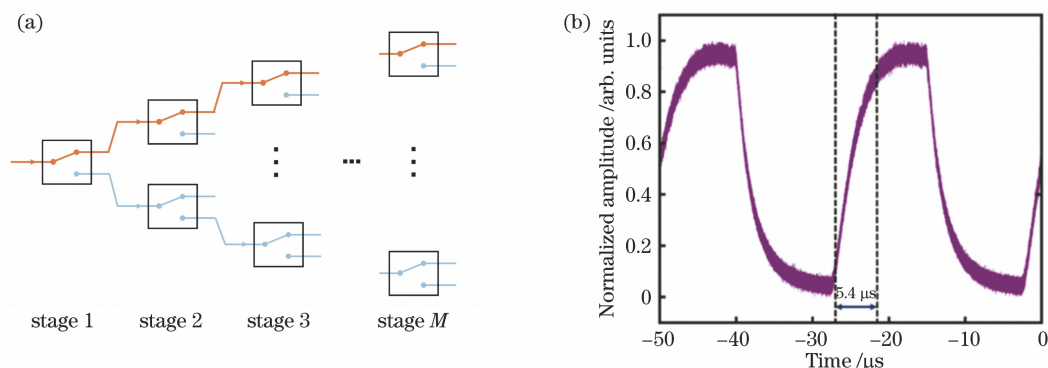 (a)
stage 1
stage 2
stage 3
stage M
(b)
Normalized amplitude /arb. units
1.0
0.8
0.6
0.4
0.2
0
5.4 μs
−50
−40
−30
−20
−10
0
Time /μs